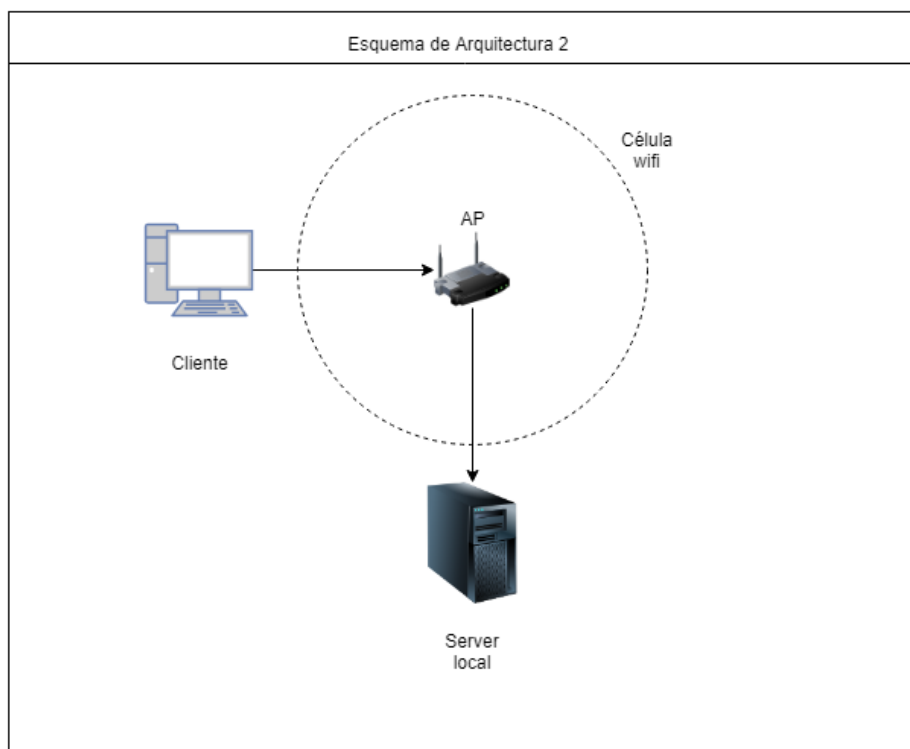 Esquema de Arquitectura 2
Célula
wifi
AP
Cliente
Server
local